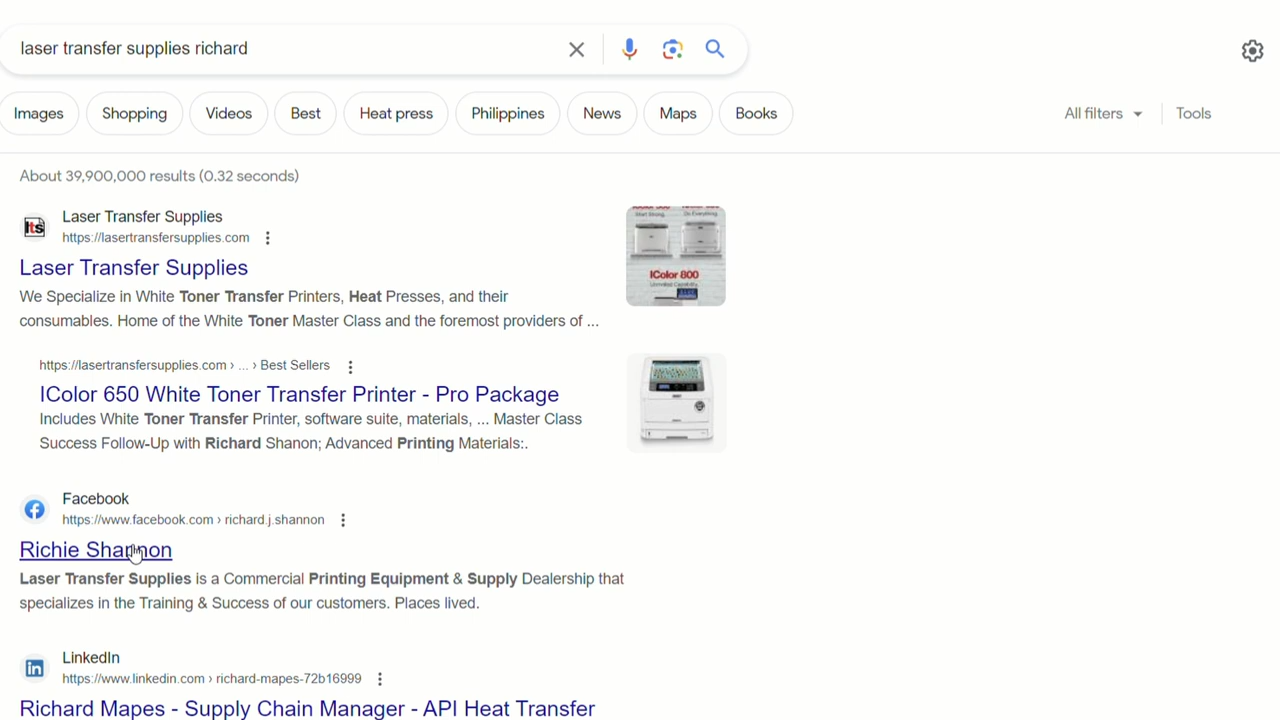 laser transfer supplies richard
Images
Shopping
Videos
Best
Heat press
Philippines
News
Maps
Books
All filters
Tools
About 39,900,000 results (0.32 seconds)
lts
Laser Transfer Supplies
https://lasertransfersupplies.com
Laser Transfer Supplies
We Specialize in White Toner Transfer Printers, Heat Presses, and their
consumables. Home of the White Toner Master Class and the foremost providers of ...
Start Strong.
Do Everything.
IColor 800
https://lasertransfersupplies.com › ... › Best Sellers
IColor 650 White Toner Transfer Printer - Pro Package
Includes White Toner Transfer Printer, software suite, materials, ... Master Class
Success Follow-Up with Richard Shanon; Advanced Printing Materials:.
Facebook
https://www.facebook.com › richard.j.shannon
Richie Shannon
Laser Transfer Supplies is a Commercial Printing Equipment & Supply Dealership that
specializes in the Training & Success of our customers. Places lived.
LinkedIn
https://www.linkedin.com › richard-mapes-72b16999
Richard Mapes - Supply Chain Manager - API Heat Transfer